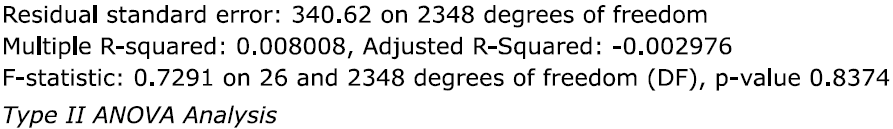 Residual standard error: 340.62 on 2348 degrees of freedom
Multiple R-squared: 0.008008, Adjusted R-Squared: -0.002976
F-statistic: 0.7291 on 26 and 2348 degrees of freedom (DF), p-value 0.8374
Type II ANOVA Analysis